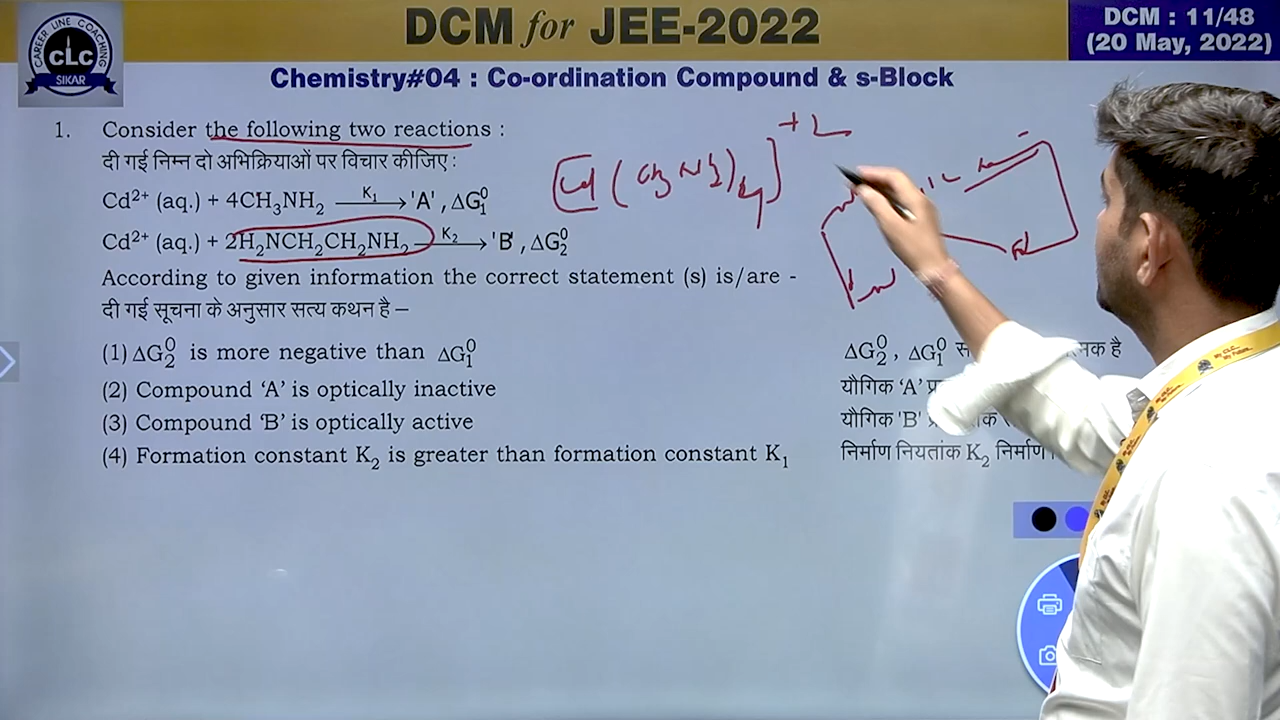 DCM for JEE-2022
DCM : 11/48
(20 May, 2022)
CAREER LINE COACHING
CLC
SIKAR
Chemistry#04 : Co-ordination Compound & s-Block
1. Consider the following two reactions :
दी गई निम्न दो अभिक्रियाओं पर विचार कीजिए :
Cd²⁺ (aq.) + 4CH₃NH₂ —K₁→ 'A', ΔG₁⁰
Cd²⁺ (aq.) + 2H₂NCH₂CH₂NH₂ —K₂→ 'B', ΔG₂⁰
[Cd(CH₃NH₂)₄]⁺²
According to given information the correct statement (s) is/are -
दी गई सूचना के अनुसार सत्य कथन है –
(1) ΔG₂⁰ is more negative than ΔG₁⁰
ΔG₂⁰, ΔG₁⁰
(2) Compound 'A' is optically inactive
यौगिक 'A'
(3) Compound 'B' is optically active
यौगिक 'B'
(4) Formation constant K₂ is greater than formation constant K₁
निर्माण नियतांक K₂